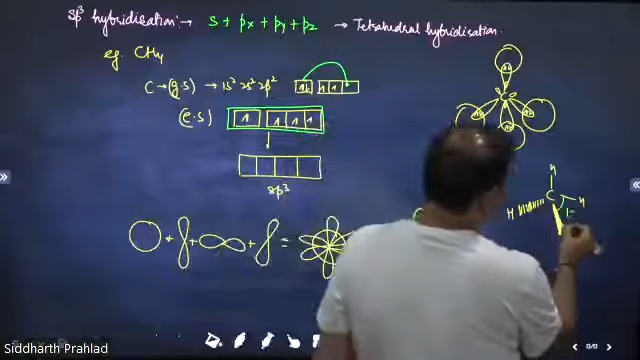 Sp³ hybridisation:→ S + Px + Py + Pz → Tetrahedral hybridisation.
eg. CH4
C → (g.s) → 1s² 2s² 2p²
(e.s)
sp³
+ + + =
H
C
H H
Siddharth Prahlad